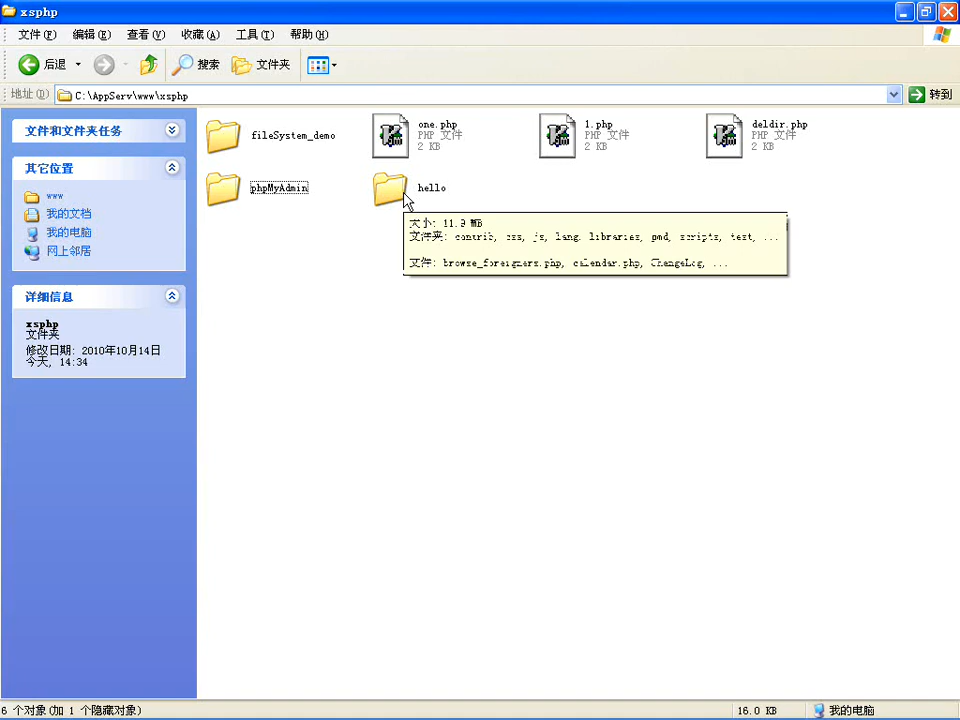 xsphp
文件(F) 编辑(E) 查看(V) 收藏(A) 工具(T) 帮助(H)
后退 搜索 文件夹
地址(D) C:\AppServ\www\xsphp 转到
文件和文件夹任务
其它位置
www
我的文档
我的电脑
网上邻居
详细信息
xsphp
文件夹
修改日期: 2010年10月14日
今天, 14:34
fileSystem_demo
one.php
PHP 文件
2 KB
1.php
PHP 文件
2 KB
deldir.php
PHP 文件
2 KB
phpMyAdmin
hello
大小: 11.9 MB
文件夹: contrib, css, js, lang, libraries, pmd, scripts, test, ...
文件: browse_foreigners.php, calendar.php, ChangeLog, ...
6 个对象(加 1 个隐藏对象)
16.0 KB
我的电脑